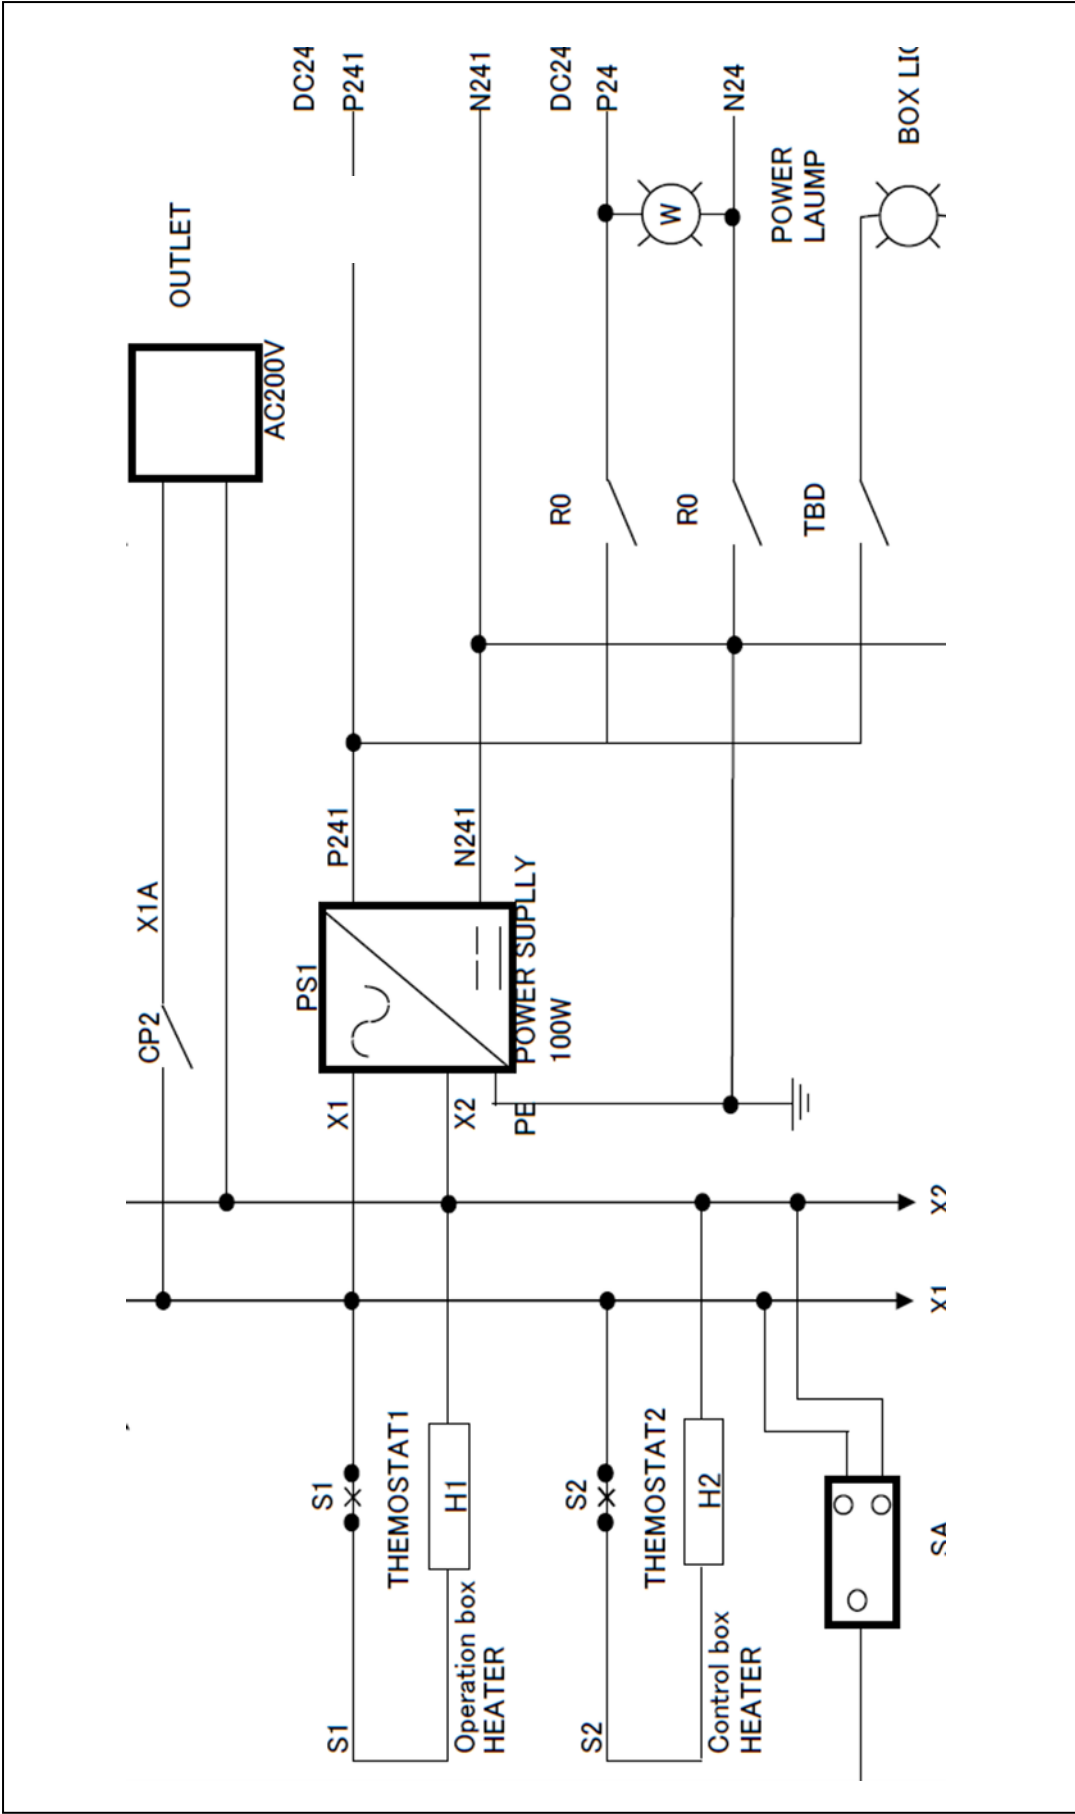 CP2
X1A
OUTLET
AC200V
PS1
DC24
S1
S1
X1
P241
P241
THEMOSTAT1
H1
Operation box
HEATER
X2
N241
N241
PE
POWER SUPLLY
100W
DC24
S2
S2
R0
P24
THEMOSTAT2
H2
Control box
HEATER
R0
N24
W
POWER
LAUMP
TBD
BOX
SA
X1
X2